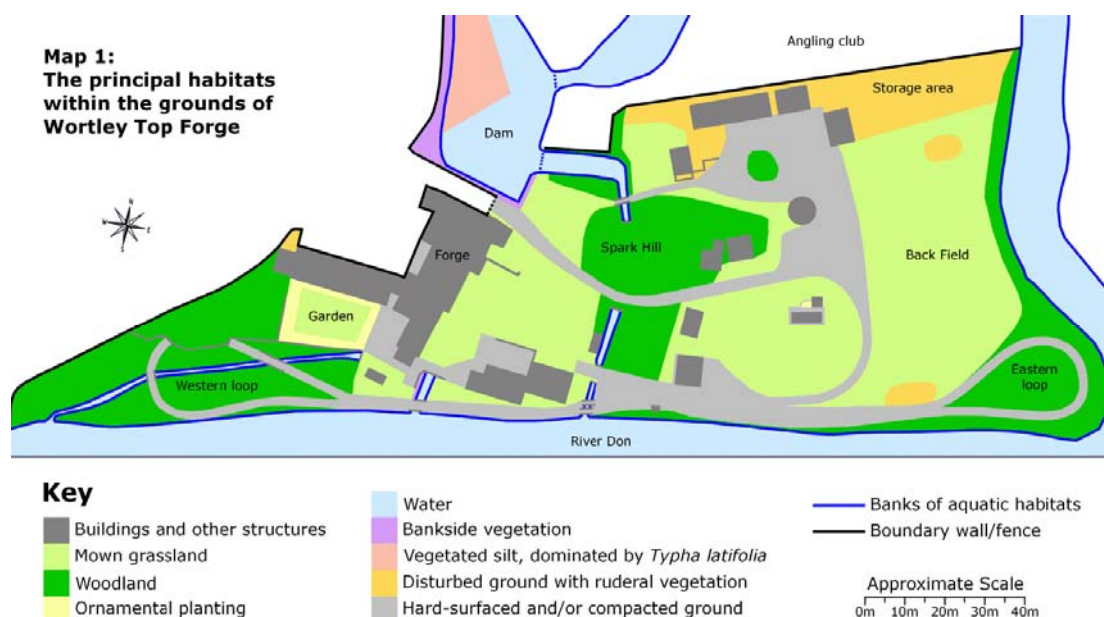 Map 1:
The principal habitats
within the grounds of
Wortley Top Forge
Angling club
Storage area
Dam
N
W
E
S
Spark Hill
Forge
Back Field
Garden
Western loop
Eastern
loop
River Don
Key
Buildings and other structures
Mown grassland
Woodland
Ornamental planting
Water
Bankside vegetation
Vegetated silt, dominated by Typha latifolia
Disturbed ground with ruderal vegetation
Hard-surfaced and/or compacted ground
Banks of aquatic habitats
Boundary wall/fence
Approximate Scale
0m 10m 20m 30m 40m